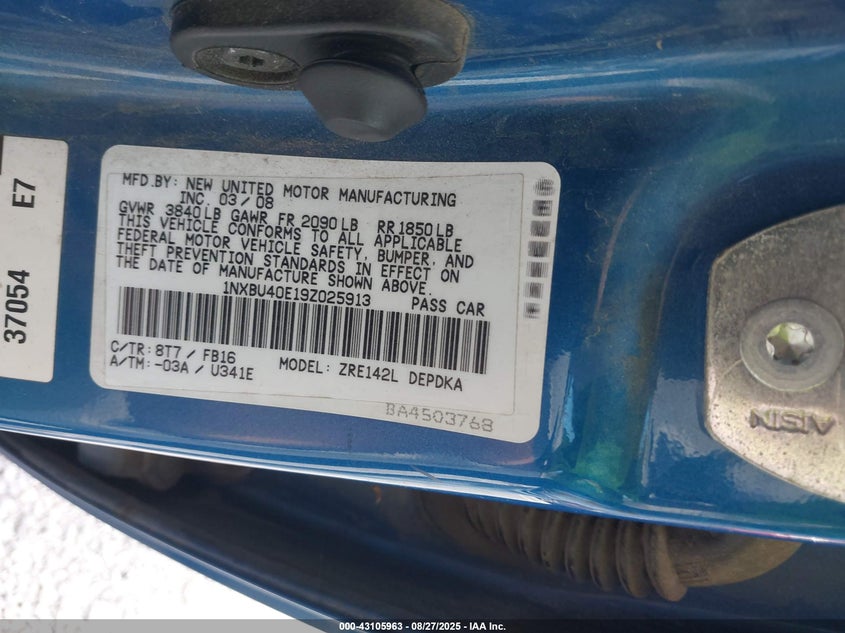 MFD.BY: NEW UNITED MOTOR MANUFACTURING
INC. 03/08
GVWR 3840LB GAWR FR 2090LB RR1850LB
THIS VEHICLE CONFORMS TO ALL APPLICABLE
FEDERAL MOTOR VEHICLE SAFETY, BUMPER, AND
THEFT PREVENTION STANDARDS IN EFFECT ON
THE DATE OF MANUFACTURE SHOWN ABOVE.
1NXBU40E19Z025913 PASS CAR
C/TR: 8T7 / FB16
A/TM: -03A / U341E
MODEL: ZRE142L DEPDKA
BA4503768
37054 E7
AISIN
000-43105963 - 08/27/2025 - IAA Inc.